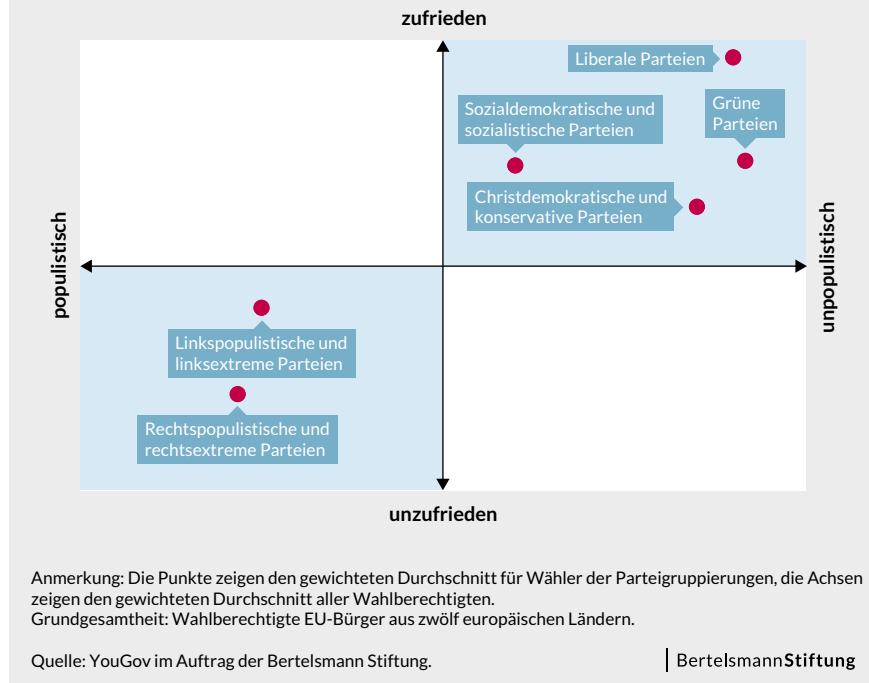 zufrieden
Liberale Parteien
Sozialdemokratische und
sozialistische Parteien
Grüne
Parteien
Christdemokratische und
konservative Parteien
populistisch
unpopulistisch
Linkspopulistische und
linksextreme Parteien
Rechtspopulistische und
rechtsextreme Parteien
unzufrieden
Anmerkung: Die Punkte zeigen den gewichteten Durchschnitt für Wähler der Parteigruppierungen, die Achsen
zeigen den gewichteten Durchschnitt aller Wahlberechtigten.
Grundgesamtheit: Wahlberechtigte EU-Bürger aus zwölf europäischen Ländern.
Quelle: YouGov im Auftrag der Bertelsmann Stiftung.
BertelsmannStiftung